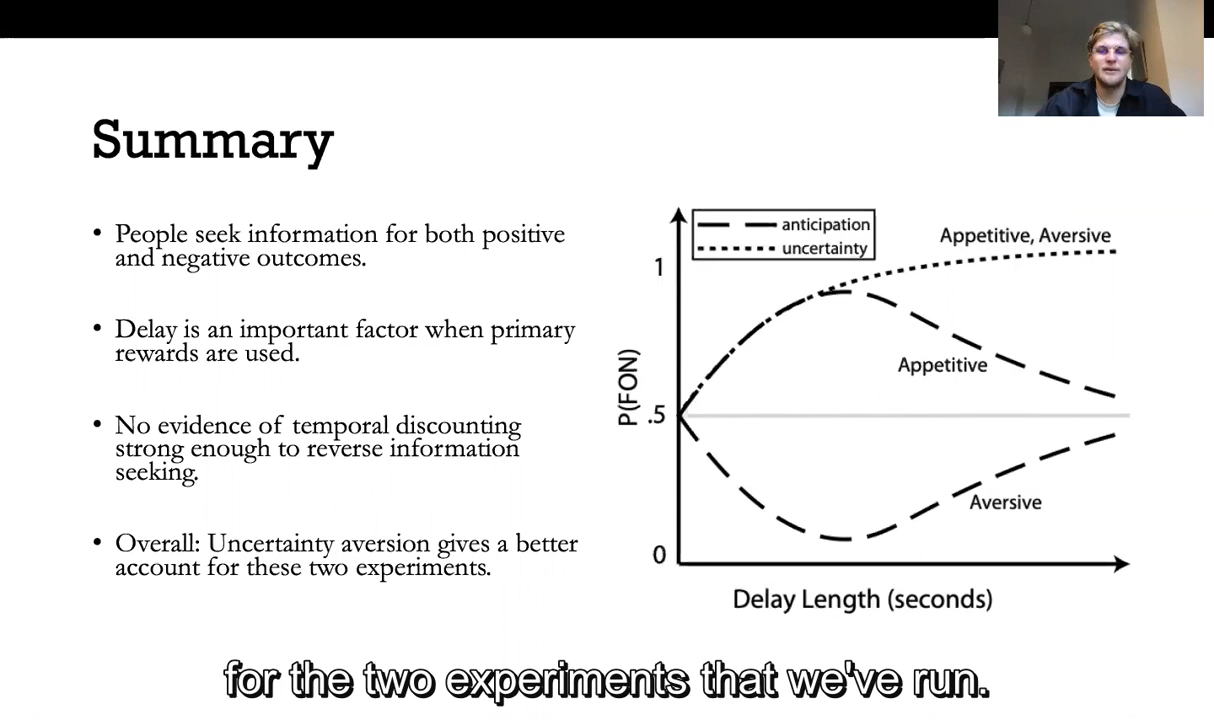 Summary
• People seek information for both positive
and negative outcomes.
• Delay is an important factor when primary
rewards are used.
• No evidence of temporal discounting
strong enough to reverse information
seeking.
• Overall: Uncertainty aversion gives a better
account for these two experiments.
anticipation
uncertainty
Appetitive, Aversive
1
Appetitive
P(FON)
.5
Aversive
0
Delay Length (seconds)
for the two experiments that we've run.